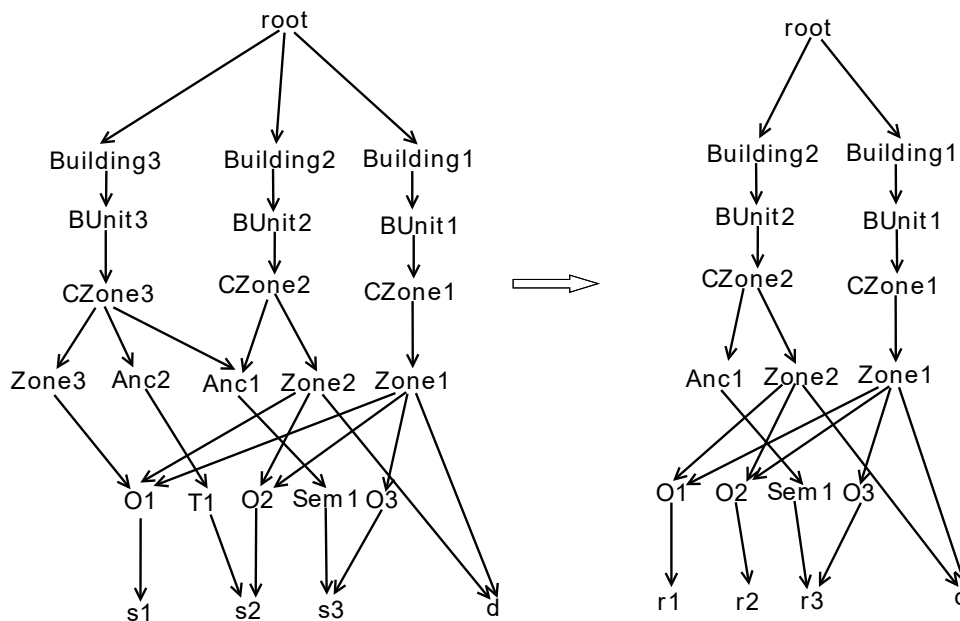 root
Building3 Building2 Building1
BUnit3 BUnit2 BUnit1
CZone3 CZone2 CZone1
Zone3 Anc2 Anc1 Zone2 Zone1
O1 T1 O2 Sem1 O3
s1 s2 s3 d
root
Building2 Building1
BUnit2 BUnit1
CZone2 CZone1
Anc1 Zone2 Zone1
O1 O2 Sem1 O3
r1 r2 r3